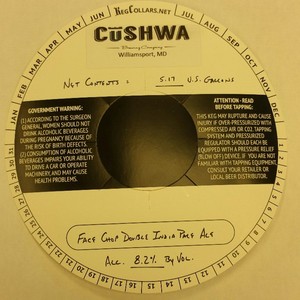 KegCollars.net
JAN FEB MAR APR MAY JUN
JUL AUG SEP OCT NOV DEC
CUSHWA
Brewing Company
Williamsport, MD
Net Contents: 5.17 U.S. Gallons
GOVERNMENT WARNING:
(1) ACCORDING TO THE SURGEON
GENERAL, WOMEN SHOULD NOT
DRINK ALCOHOLIC BEVERAGES
DURING PREGNANCY BECAUSE OF
THE RISK OF BIRTH DEFECTS.
(2) CONSUMPTION OF ALCOHOLIC
BEVERAGES IMPAIRS YOUR ABILITY
TO DRIVE A CAR OR OPERATE
MACHINERY, AND MAY CAUSE
HEALTH PROBLEMS.
ATTENTION - READ
BEFORE TAPPING:
THIS KEG MAY RUPTURE AND CAUSE
INJURY IF OVER-PRESSURIZED WITH
COMPRESSED AIR OR CO2. TAPPING
SYSTEM AND PRESSURIZED
REGULATOR SHOULD EACH BE
EQUIPPED WITH A PRESSURE RELIEF
(BLOW OFF) DEVICE. IF YOU ARE NOT
FAMILIAR WITH TAPPING EQUIPMENT,
CONSULT YOUR RETAILER OR
LOCAL BEER DISTRIBUTOR.
Face Chop Double India Pale Ale
Alc. 8.2% By Vol.